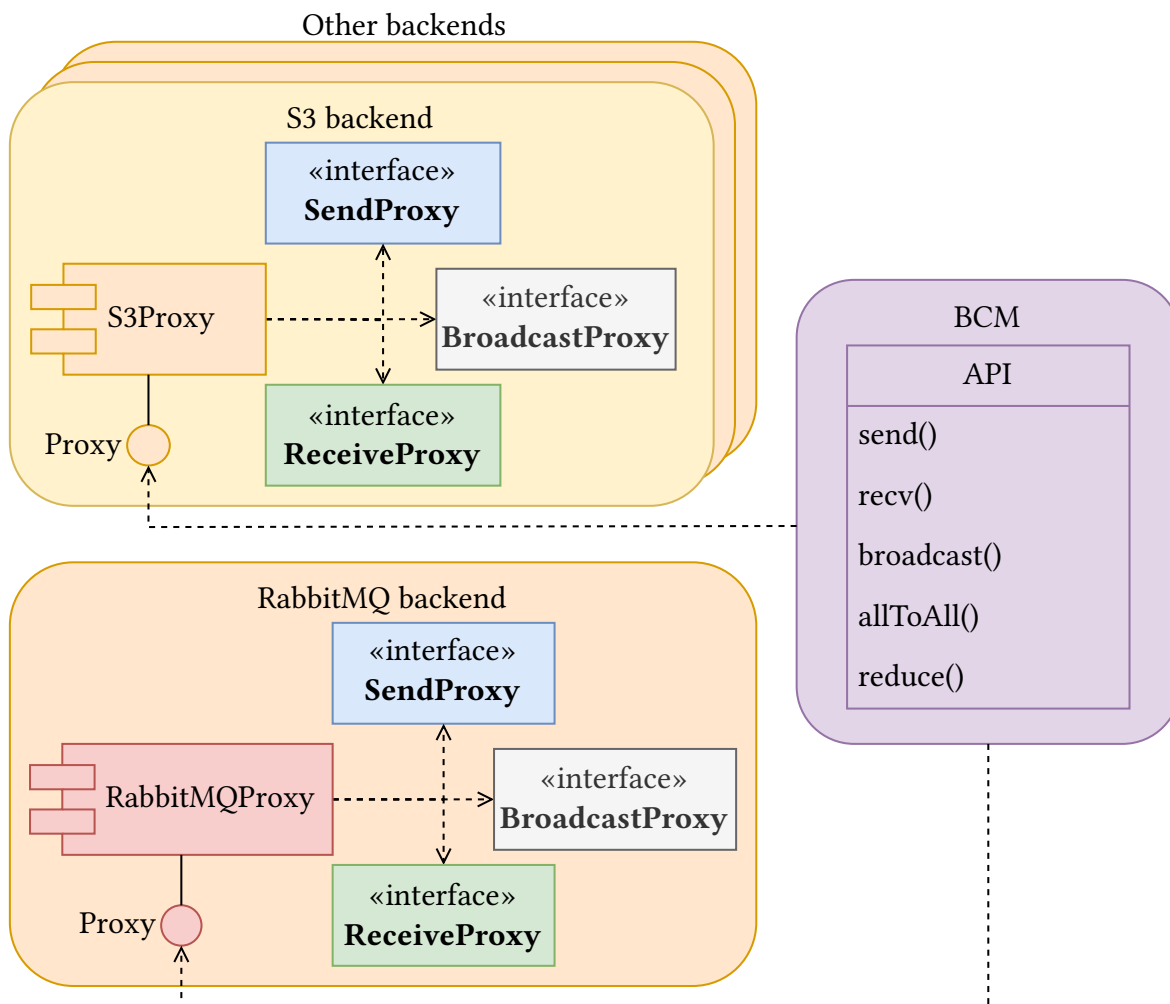 Other backends
S3 backend
«interface»
SendProxy
S3Proxy
«interface»
BroadcastProxy
«interface»
ReceiveProxy
Proxy
BCM
API
send()
recv()
broadcast()
allToAll()
reduce()
RabbitMQ backend
«interface»
SendProxy
RabbitMQProxy
«interface»
BroadcastProxy
«interface»
ReceiveProxy
Proxy